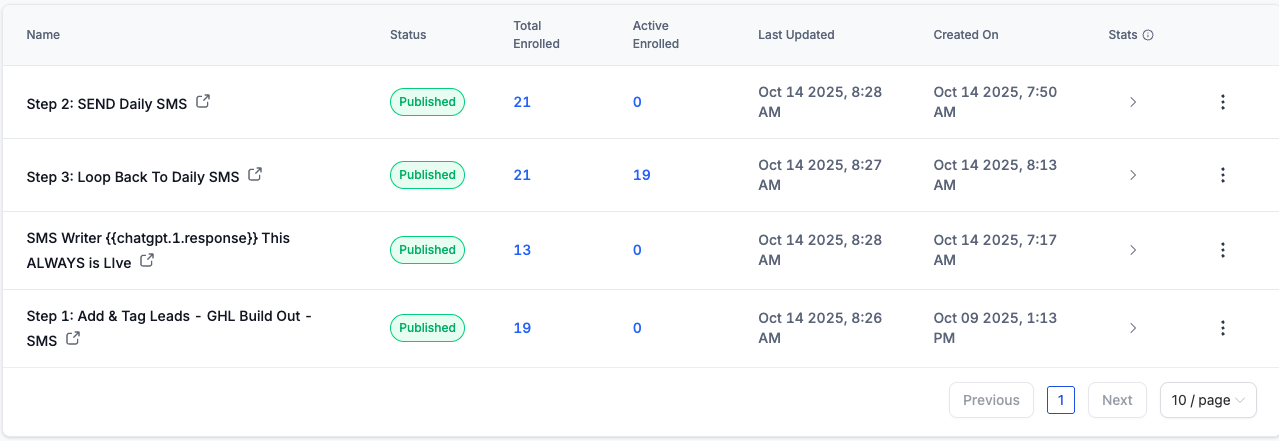 Name Status Total Enrolled Active Enrolled Last Updated Created On Stats
Step 2: SEND Daily SMS Published 21 0 Oct 14 2025, 8:28 AM Oct 14 2025, 7:50 AM
Step 3: Loop Back To Daily SMS Published 21 19 Oct 14 2025, 8:27 AM Oct 14 2025, 8:13 AM
SMS Writer {{chatgpt.1.response}} This ALWAYS is LIve Published 13 0 Oct 14 2025, 8:28 AM Oct 14 2025, 7:17 AM
Step 1: Add & Tag Leads - GHL Build Out - SMS Published 19 0 Oct 14 2025, 8:26 AM Oct 09 2025, 1:13 PM
Previous 1 Next 10 / page